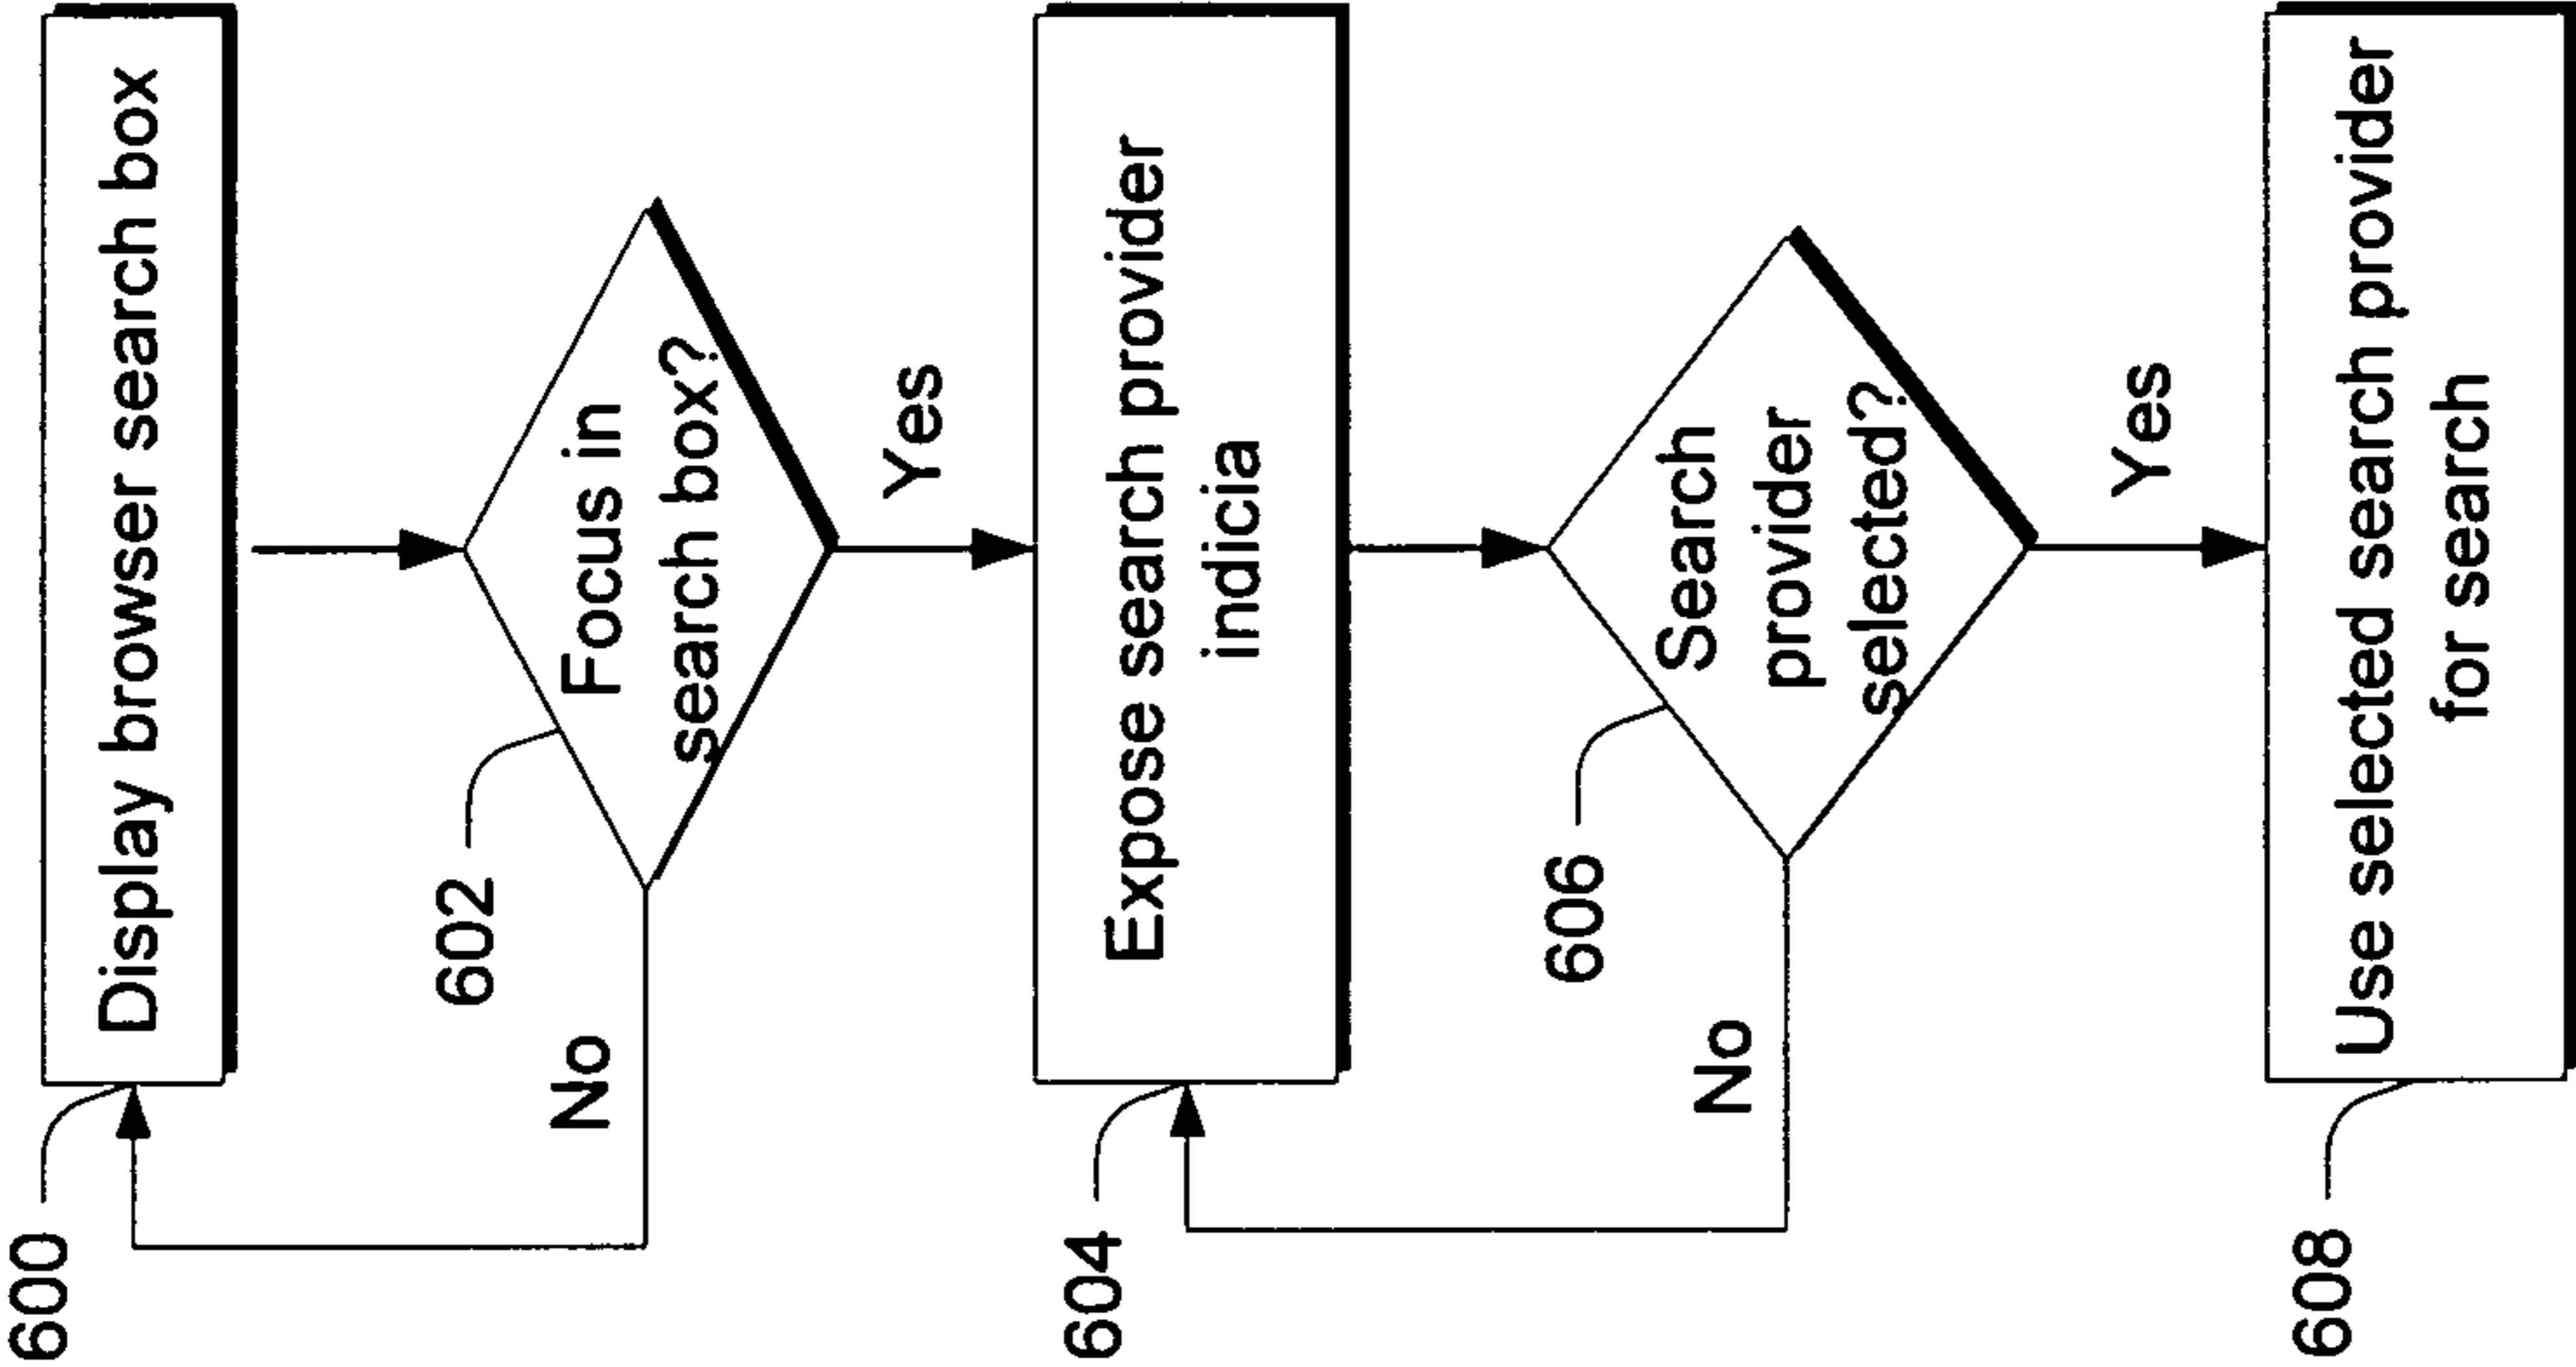 600
Display browser search box
602
Focus in
search box?
No
Yes
604
Expose search provider
indicia
606
Search
provider
selected?
No
Yes
608
Use selected search provider
for search